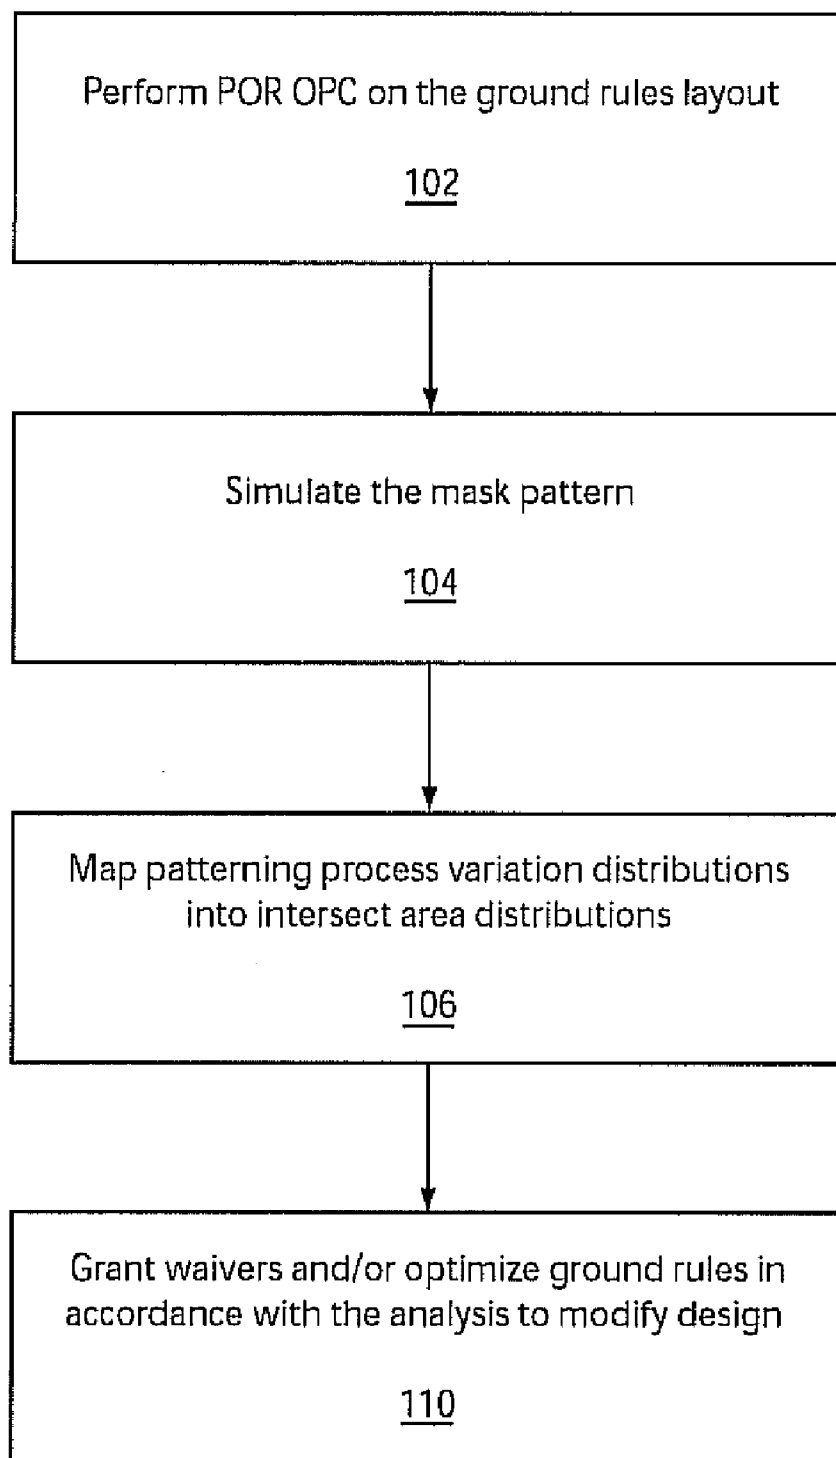 Perform POR OPC on the ground rules layout
102
Simulate the mask pattern
104
Map patterning process variation distributions
into intersect area distributions
106
Grant waivers and/or optimize ground rules in
accordance with the analysis to modify design
110